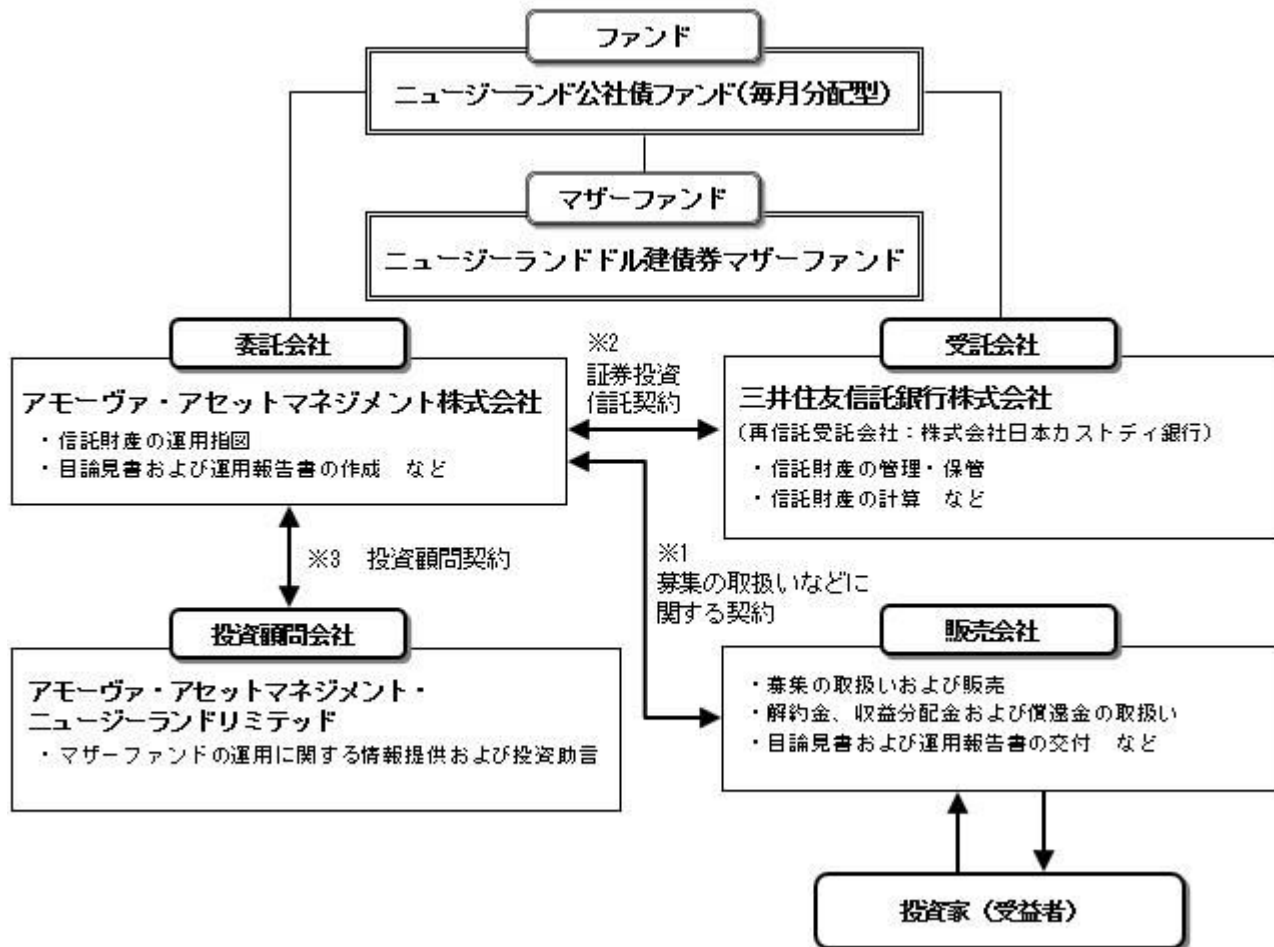 ファンド
ニュージーランド公社債ファンド(毎月分配型)
マザーファンド
ニュージーランドドル建債券マザーファンド
委託会社
アモーヴァ・アセットマネジメント株式会社
・信託財産の運用指図
・目論見書および運用報告書の作成　など
※2
証券投資
信託契約
受託会社
三井住友信託銀行株式会社
(再信託受託会社：株式会社日本カストディ銀行)
・信託財産の管理・保管
・信託財産の計算　など
※3　投資顧問契約
※1
募集の取扱いなどに
関する契約
投資顧問会社
アモーヴァ・アセットマネジメント・
ニュージーランドリミテッド
・マザーファンドの運用に関する情報提供および投資助言
販売会社
・募集の取扱いおよび販売
・解約金、収益分配金および償還金の取扱い
・目論見書および運用報告書の交付　など
投資家（受益者）